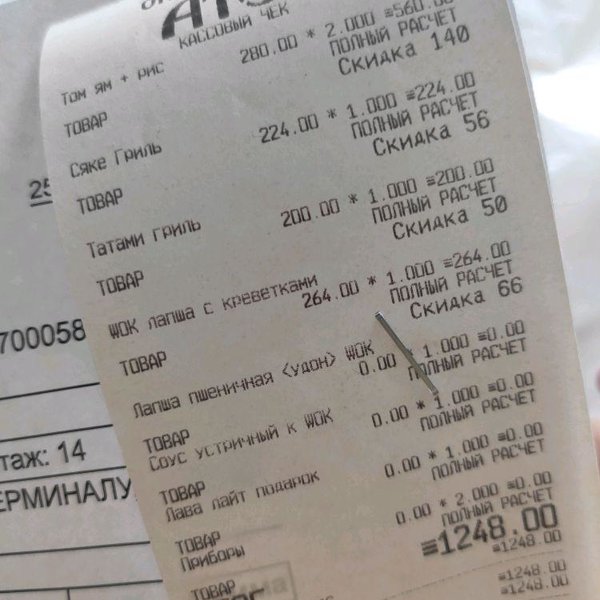 КАССОВЫЙ ЧЕК
Том ям + рис
280.00 * 2.000 ≡560.00
ПОЛНЫЙ РАСЧЕТ
Скидка 140
ТОВАР
Сяке Гриль
224.00 * 1.000 ≡224.00
ПОЛНЫЙ РАСЧЕТ
Скидка 56
ТОВАР
Татами гриль
200.00 * 1.000 ≡200.00
ПОЛНЫЙ РАСЧЕТ
Скидка 50
ТОВАР
WOK лапша с креветками
264.00 * 1.000 ≡264.00
ПОЛНЫЙ РАСЧЕТ
Скидка 66
ТОВАР
Лапша пшеничная <удон> WOK
0.00 * 1.000 ≡0.00
ПОЛНЫЙ РАСЧЕТ
ТОВАР
Соус устричный к WOK
0.00 * 1.000 ≡0.00
ПОЛНЫЙ РАСЧЕТ
ТОВАР
Лава лайт подарок
0.00 * 1.000 ≡0.00
ПОЛНЫЙ РАСЧЕТ
ТОВАР
Приборы
0.00 * 2.000 ≡0.00
ПОЛНЫЙ РАСЧЕТ
ТОВАР
≡1248.00
≡1248.00
≡1248.00
≡1248.00
25
700058
таж: 14
ЕРМИНАЛУ